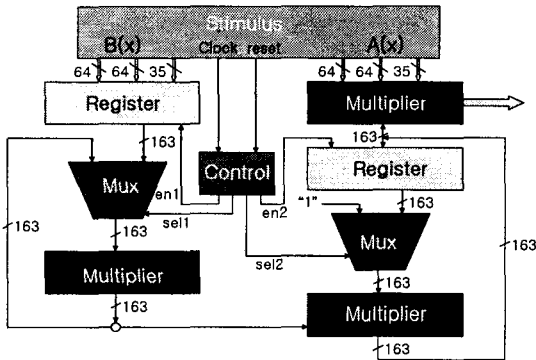 Stimulus
B(x) Clock reset A(x)
64 64 35 64 64 35
Register Multiplier
163 163
Control Register
Mux en1 en2 163
163 sel1 "1" Mux 163
163 sel2
Multiplier 163
163 Multiplier
163